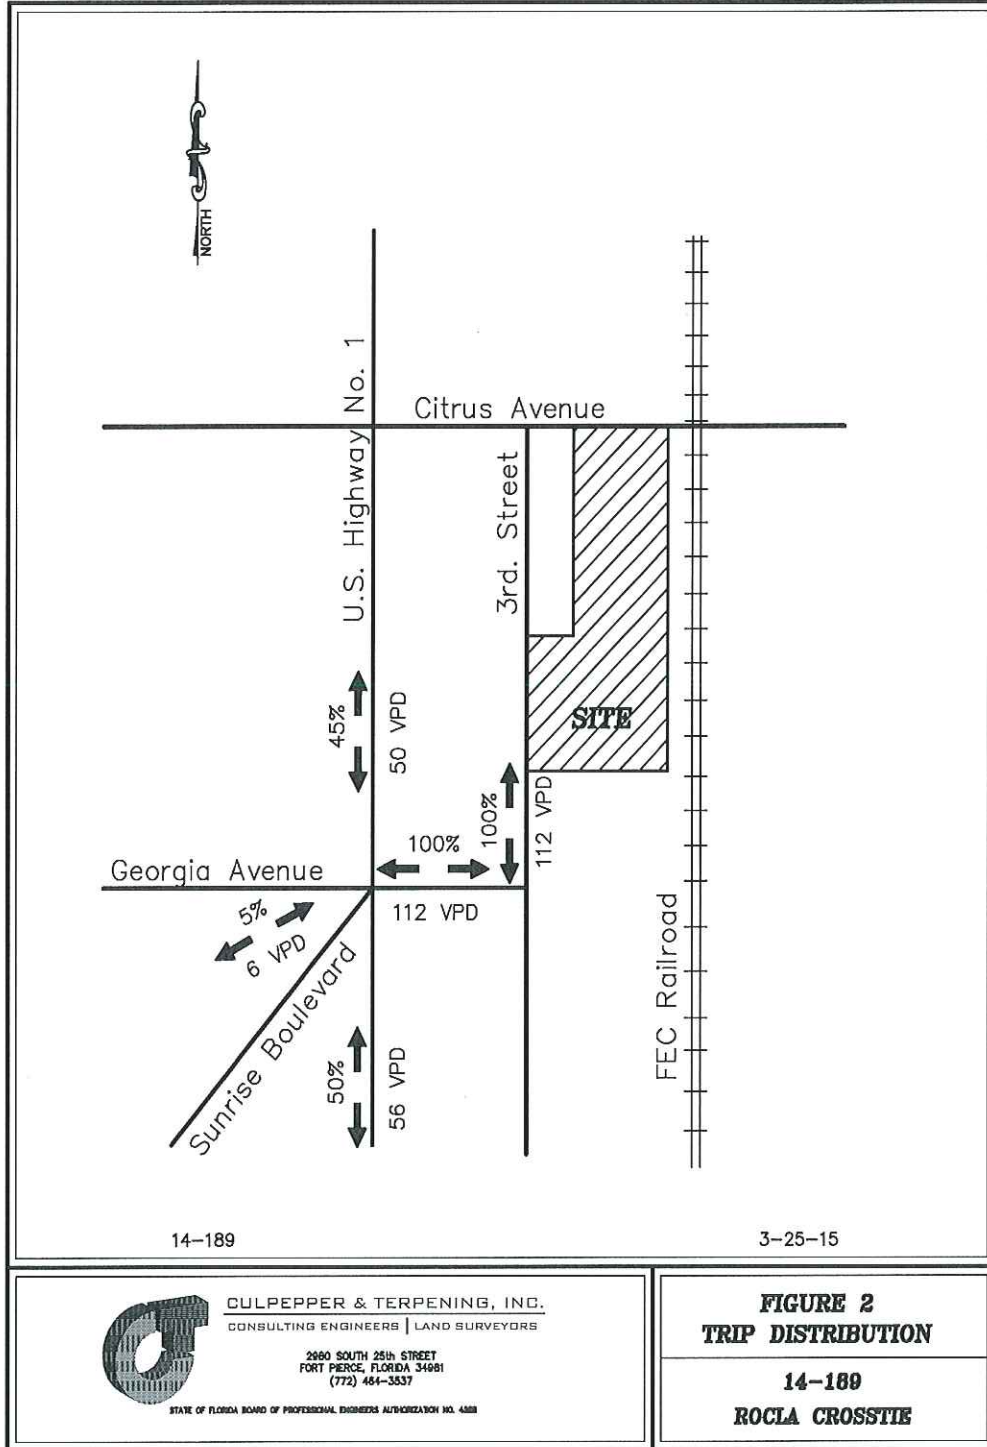 NORTH
U.S. Highway No. 1
Citrus Avenue
3rd. Street
SITE
45%
50 VPD
100%
112 VPD
100%
112 VPD
Georgia Avenue
5%
6 VPD
Sunrise Boulevard
50%
56 VPD
FEC Railroad
14-189
3-25-15
CULPEPPER & TERPENING, INC.
CONSULTING ENGINEERS | LAND SURVEYORS
2980 SOUTH 25th STREET
FORT PIERCE, FLORIDA 34981
(772) 464-3537
STATE OF FLORIDA BOARD OF PROFESSIONAL ENGINEERS AUTHORIZATION NO.
FIGURE 2
TRIP DISTRIBUTION
14-189
ROCLA CROSSTIE